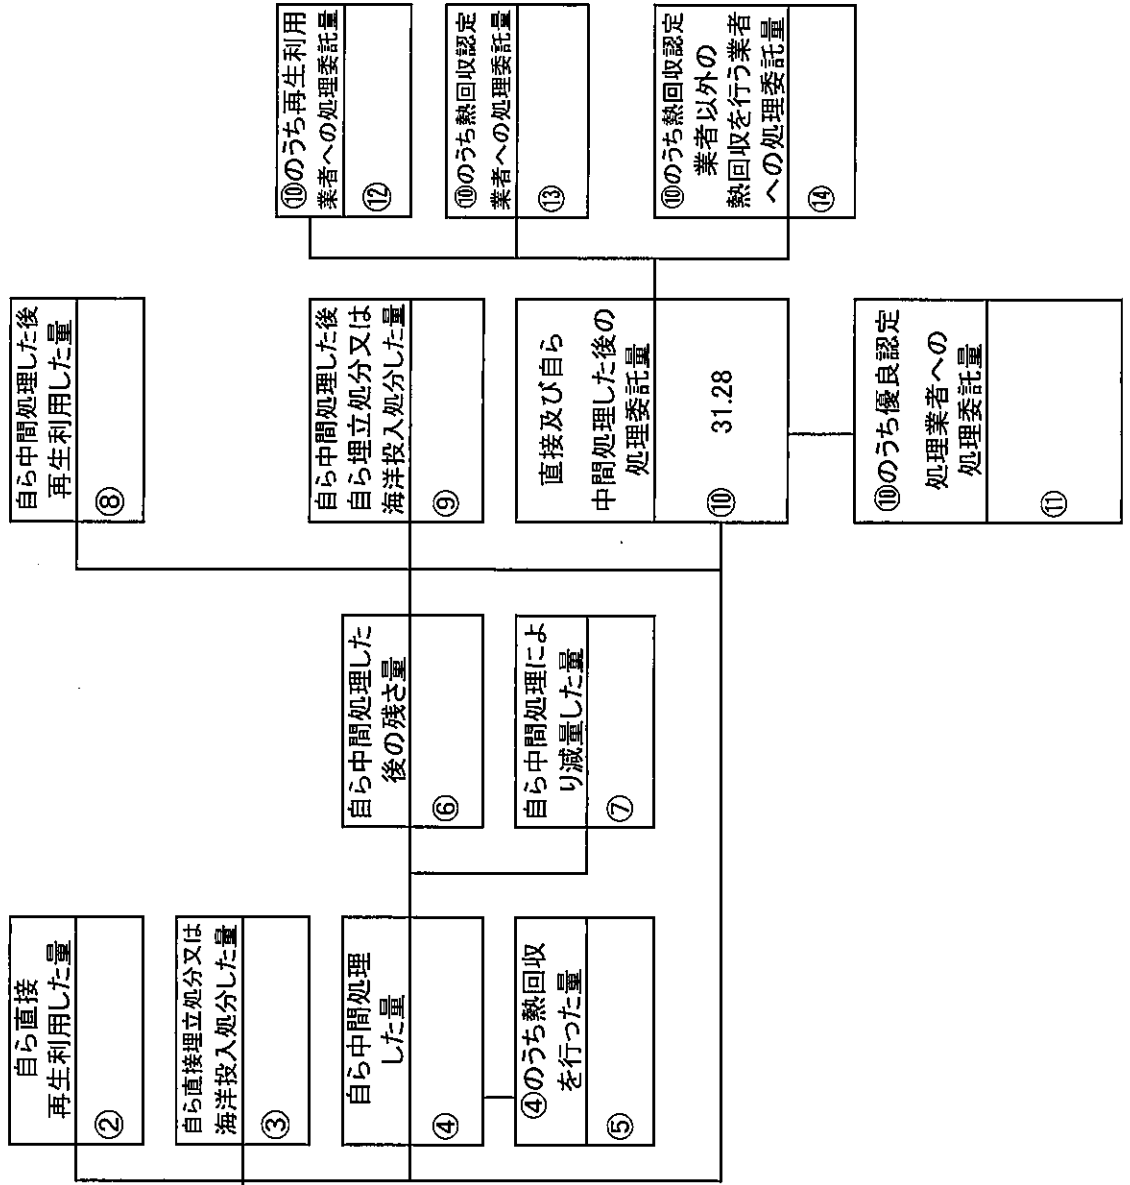 自ら直接
再生利用した量
②
自ら直接埋立処分又は
海洋投入処分した量
③
自ら中間処理
した量
④
④のうち熱回収
を行った量
⑤
自ら中間処理した
後の残さ量
⑥
自ら中間処理によ
り減量した量
⑦
自ら中間処理した後
再生利用した量
⑧
自ら中間処理した後
自ら埋立処分又は
海洋投入処分した量
⑨
直接及び自ら
中間処理した後の
処理委託量
⑩
31.28
⑩のうち優良認定
処理業者への
処理委託量
⑪
⑩のうち再生利用
業者への処理委託量
⑫
⑩のうち熱回収認定
業者への処理委託量
⑬
⑩のうち熱回収認定
業者以外の
熱回収を行う業者
への処理委託量
⑭